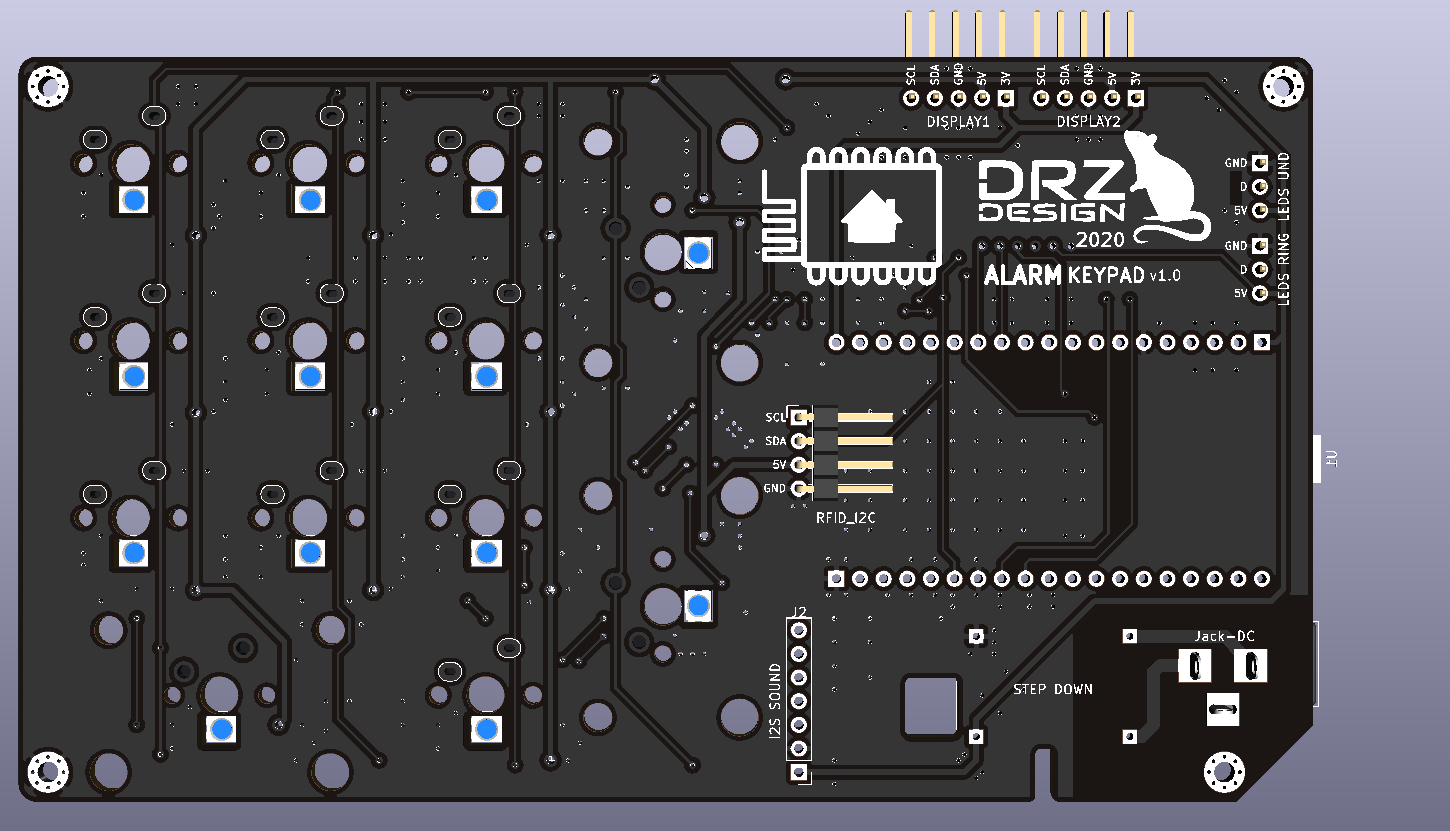 SCL SDA GND 5V 3V SCL SDA GND 5V 3V
DISPLAY1 DISPLAY2
DRZ
DESIGN
2020
ALARM KEYPAD v1.0
GND
D
5V
LEDS UND
GND
D
5V
LEDS RING
SCL
SDA
5V
GND
RFID_I2C
J2
I2S SOUND
STEP DOWN
Jack-DC